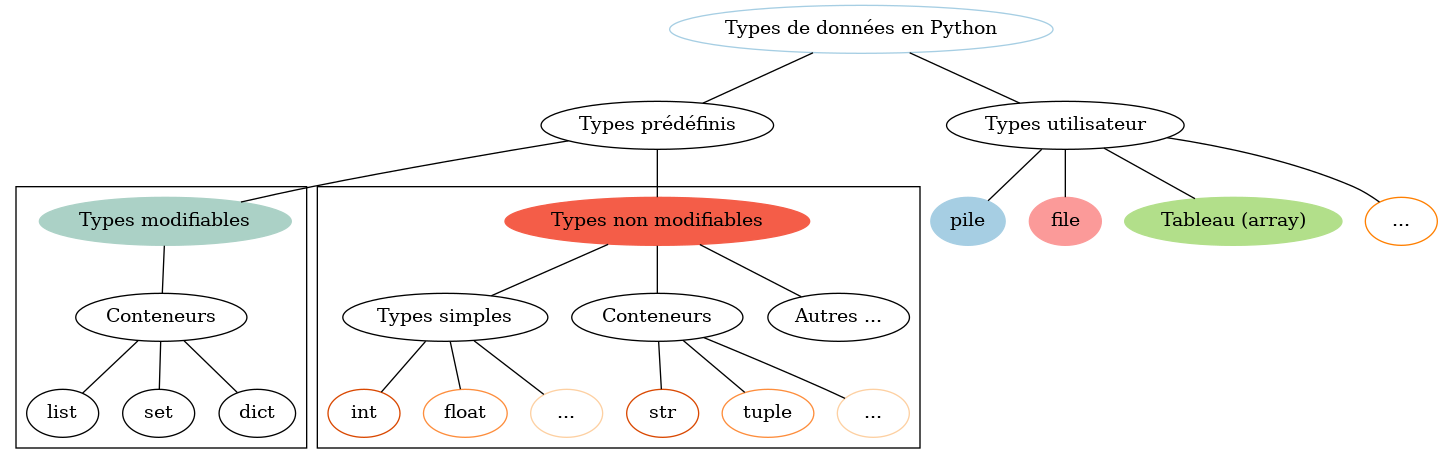 Types de données en Python
Types prédéfinis
Types utilisateur
Types modifiables
Types non modifiables
pile
file
Tableau (array)
...
Conteneurs
Types simples
Conteneurs
Autres ...
list
set
dict
int
float
...
str
tuple
...